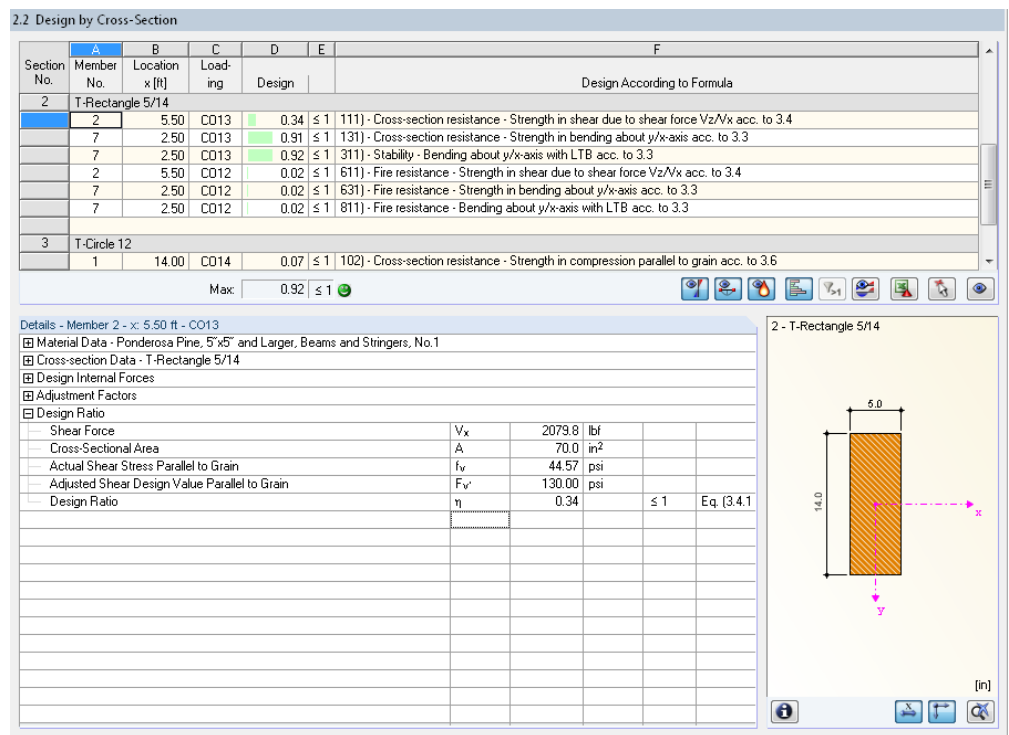 2.2 Design by Cross-Section
A B C D E F
Section Member Location Load-
No. No. x [ft] ing Design Design According to Formula
2 T-Rectangle 5/14
2 5.50 CO13 0.34 ≤ 1 111) - Cross-section resistance - Strength in shear due to shear force Vz/Vx acc. to 3.4
7 2.50 CO13 0.91 ≤ 1 131) - Cross-section resistance - Strength in bending about y/x-axis acc. to 3.3
7 2.50 CO13 0.92 ≤ 1 311) - Stability - Bending about y/x-axis with LTB acc. to 3.3
2 5.50 CO12 0.02 ≤ 1 611) - Fire resistance - Strength in shear due to shear force Vz/Vx acc. to 3.4
7 2.50 CO12 0.02 ≤ 1 631) - Fire resistance - Strength in bending about y/x-axis acc. to 3.3
7 2.50 CO12 0.02 ≤ 1 811) - Fire resistance - Bending about y/x-axis with LTB acc. to 3.3
3 T-Circle 12
1 14.00 CO14 0.07 ≤ 1 102) - Cross-section resistance - Strength in compression parallel to grain acc. to 3.6
Max: 0.92 ≤ 1 >1
Details - Member 2 - x: 5.50 ft - CO13
Material Data - Ponderosa Pine, 5˝x5˝ and Larger, Beams and Stringers, No.1
Cross-section Data - T-Rectangle 5/14
Design Internal Forces
Adjustment Factors
Design Ratio
Shear Force Vx 2079.8 lbf
Cross-Sectional Area A 70.0 in²
Actual Shear Stress Parallel to Grain fv 44.57 psi
Adjusted Shear Design Value Parallel to Grain Fv' 130.00 psi
Design Ratio η 0.34 ≤ 1 Eq. (3.4.1
2 - T-Rectangle 5/14
5.0
14.0
x
y
[in]